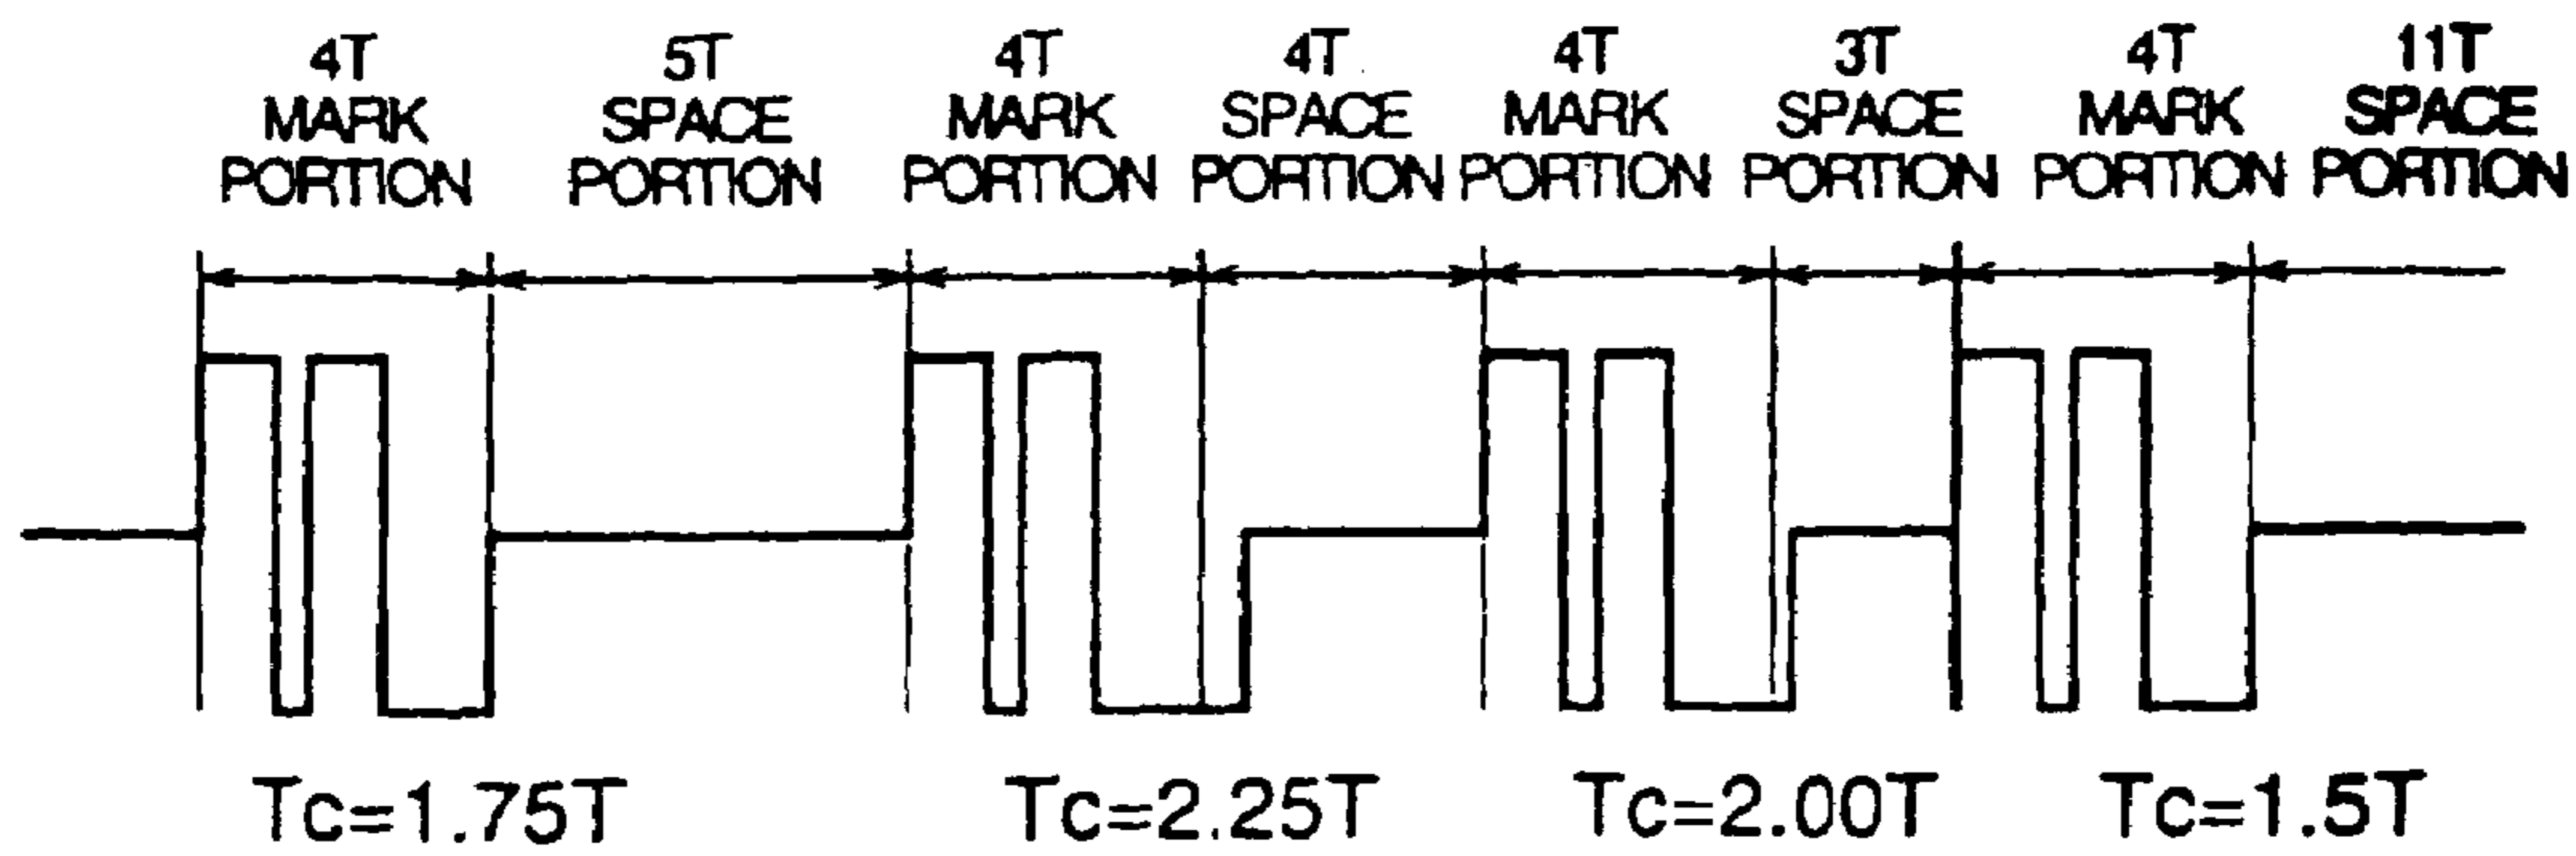 4T
MARK
PORTION
5T
SPACE
PORTION
4T
MARK
PORTION
4T
SPACE
PORTION
4T
MARK
PORTION
3T
SPACE
PORTION
4T
MARK
PORTION
11T
SPACE
PORTION
Tc=1.75T
Tc=2.25T
Tc=2.00T
Tc=1.5T